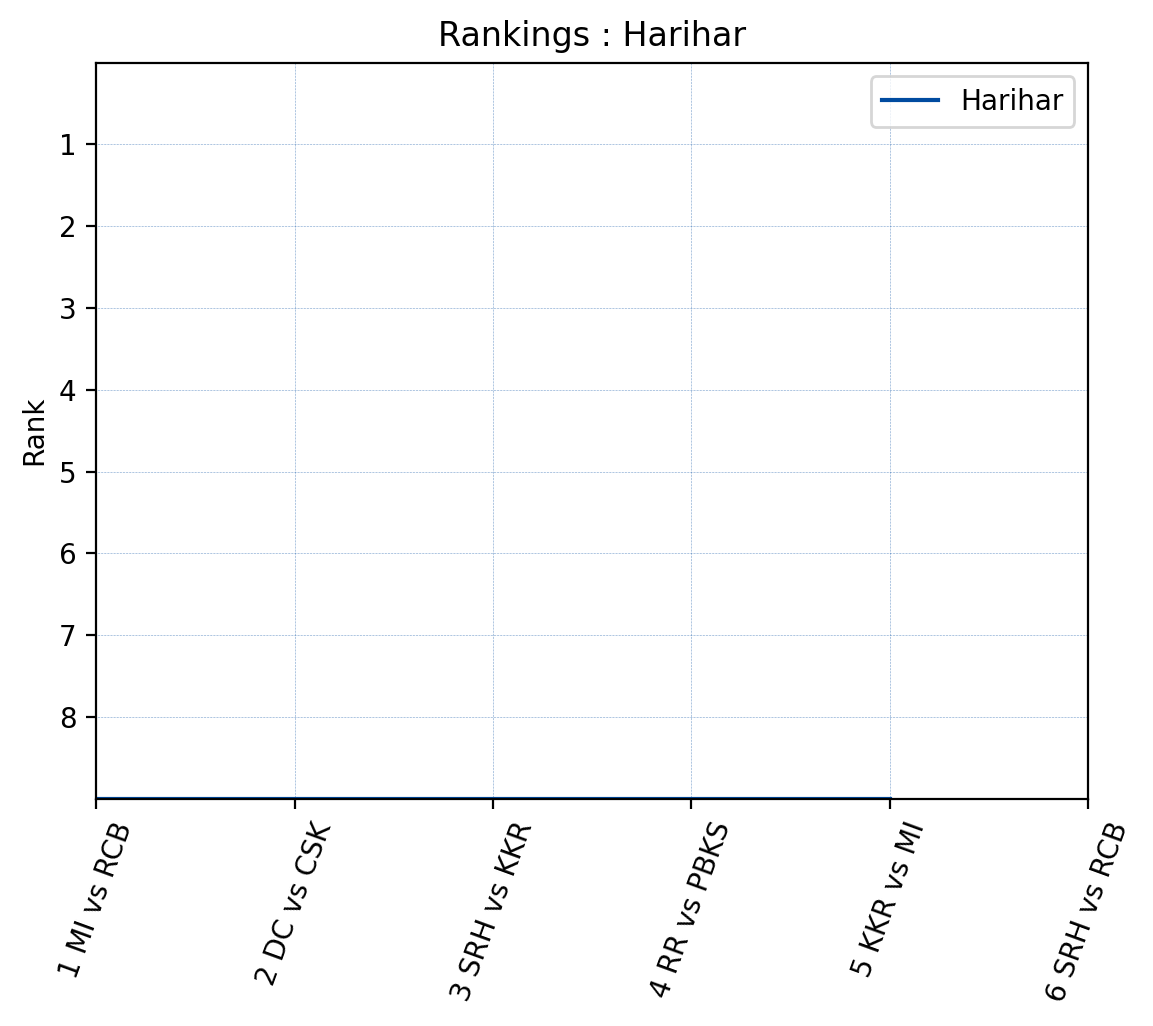 Rankings : Harihar
Harihar
Rank
1
2
3
4
5
6
7
8
1 MI vs RCB
2 DC vs CSK
3 SRH vs KKR
4 RR vs PBKS
5 KKR vs MI
6 SRH vs RCB